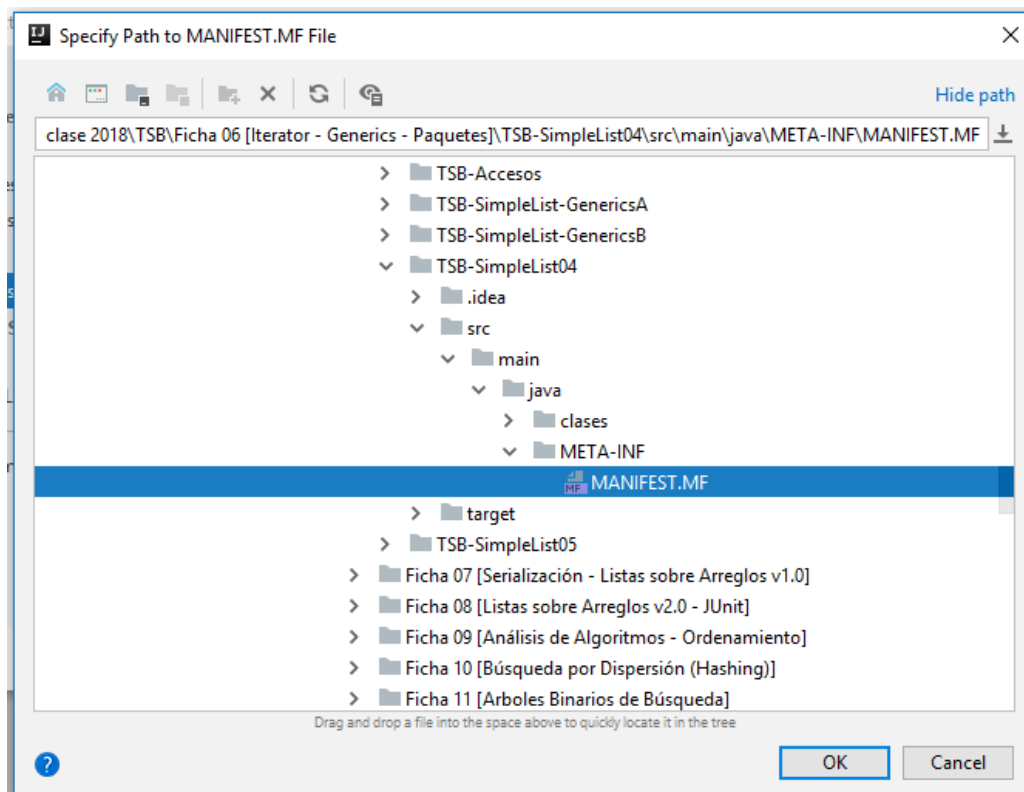 Specify Path to MANIFEST.MF File
Hide path
clase 2018\TSB\Ficha 06 [Iterator - Generics - Paquetes]\TSB-SimpleList04\src\main\java\META-INF\MANIFEST.MF
TSB-Accesos
TSB-SimpleList-GenericsA
TSB-SimpleList-GenericsB
TSB-SimpleList04
.idea
src
main
java
clases
META-INF
MANIFEST.MF
target
TSB-SimpleList05
Ficha 07 [Serialización - Listas sobre Arreglos v1.0]
Ficha 08 [Listas sobre Arreglos v2.0 - JUnit]
Ficha 09 [Análisis de Algoritmos - Ordenamiento]
Ficha 10 [Búsqueda por Dispersión (Hashing)]
Ficha 11 [Arboles Binarios de Búsqueda]
Drag and drop a file into the space above to quickly locate it in the tree
OK Cancel